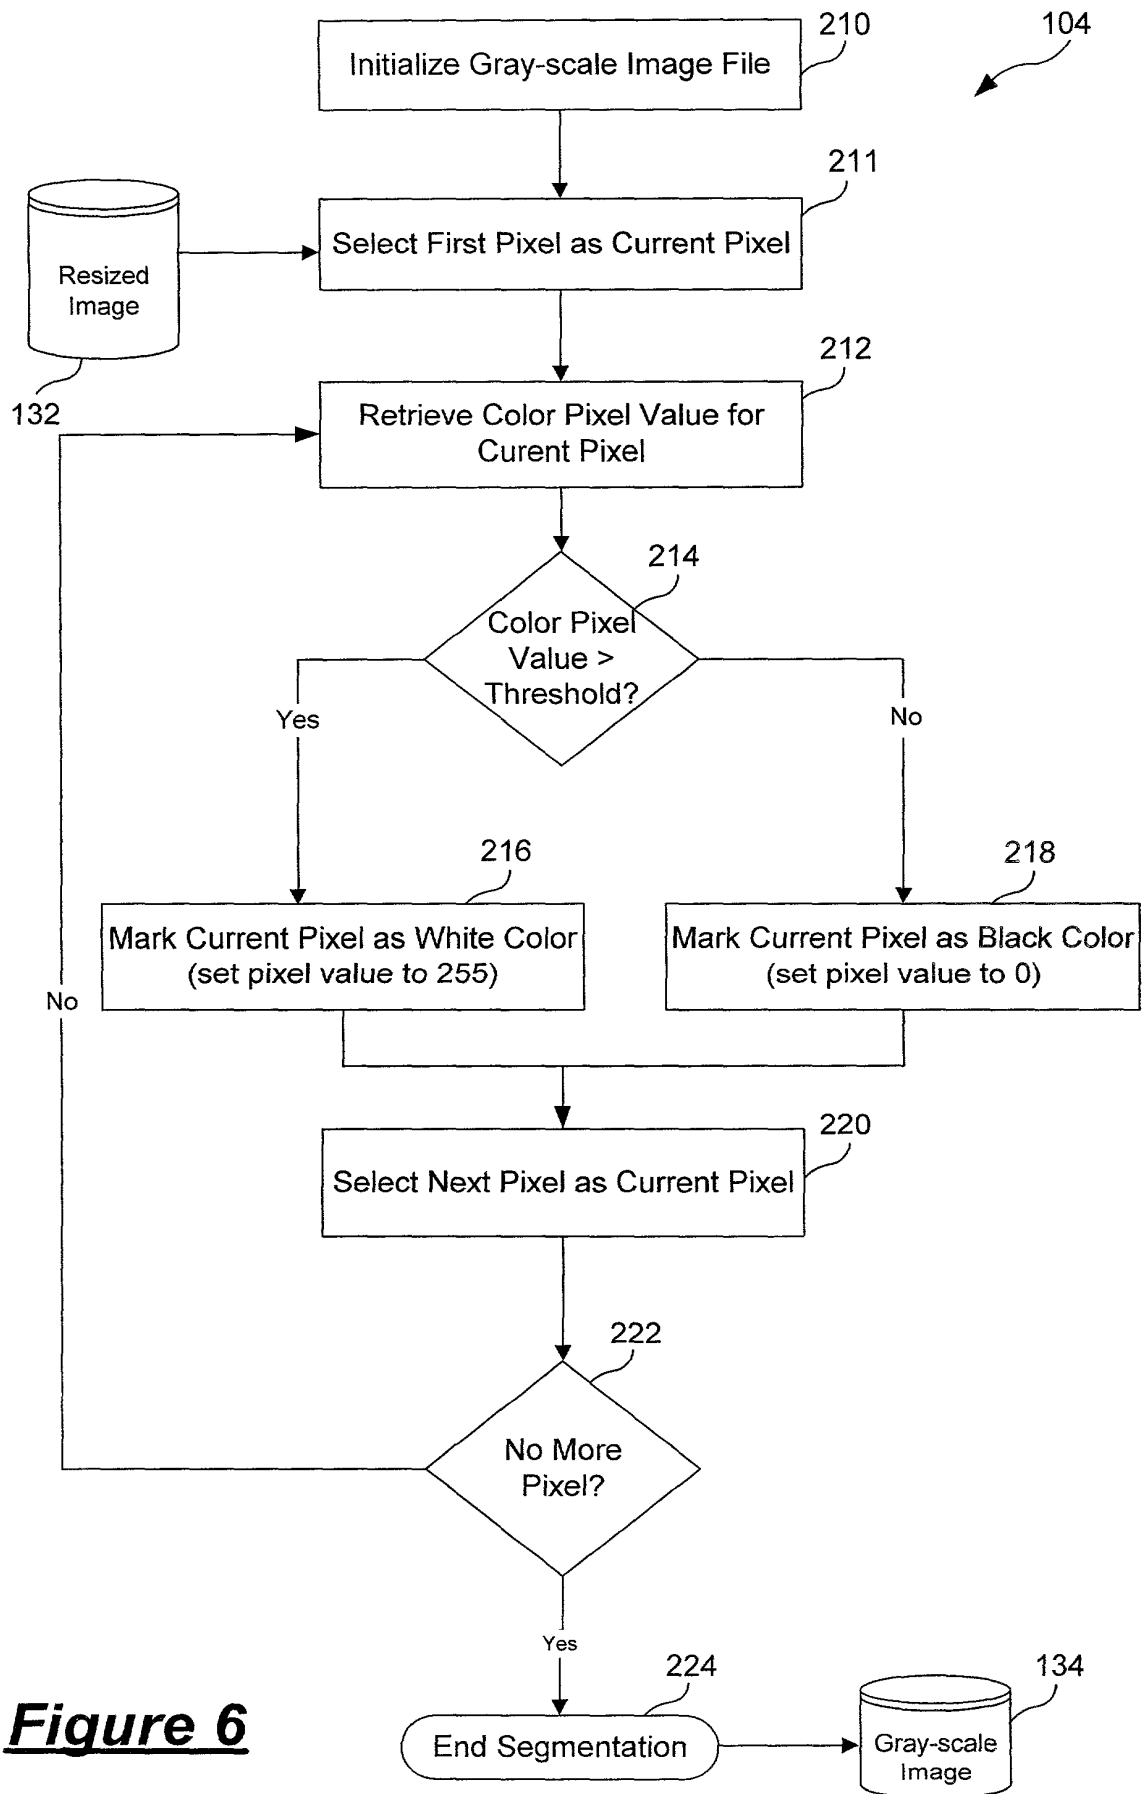 210
104
Initialize Gray-scale Image File
211
Select First Pixel as Current Pixel
Resized
Image
132
212
Retrieve Color Pixel Value for
Curent Pixel
214
Color Pixel
Value >
Threshold?
Yes
No
216
218
Mark Current Pixel as White Color
(set pixel value to 255)
Mark Current Pixel as Black Color
(set pixel value to 0)
No
220
Select Next Pixel as Current Pixel
222
No More
Pixel?
Yes
224
134
End Segmentation
Gray-scale
Image
Figure 6